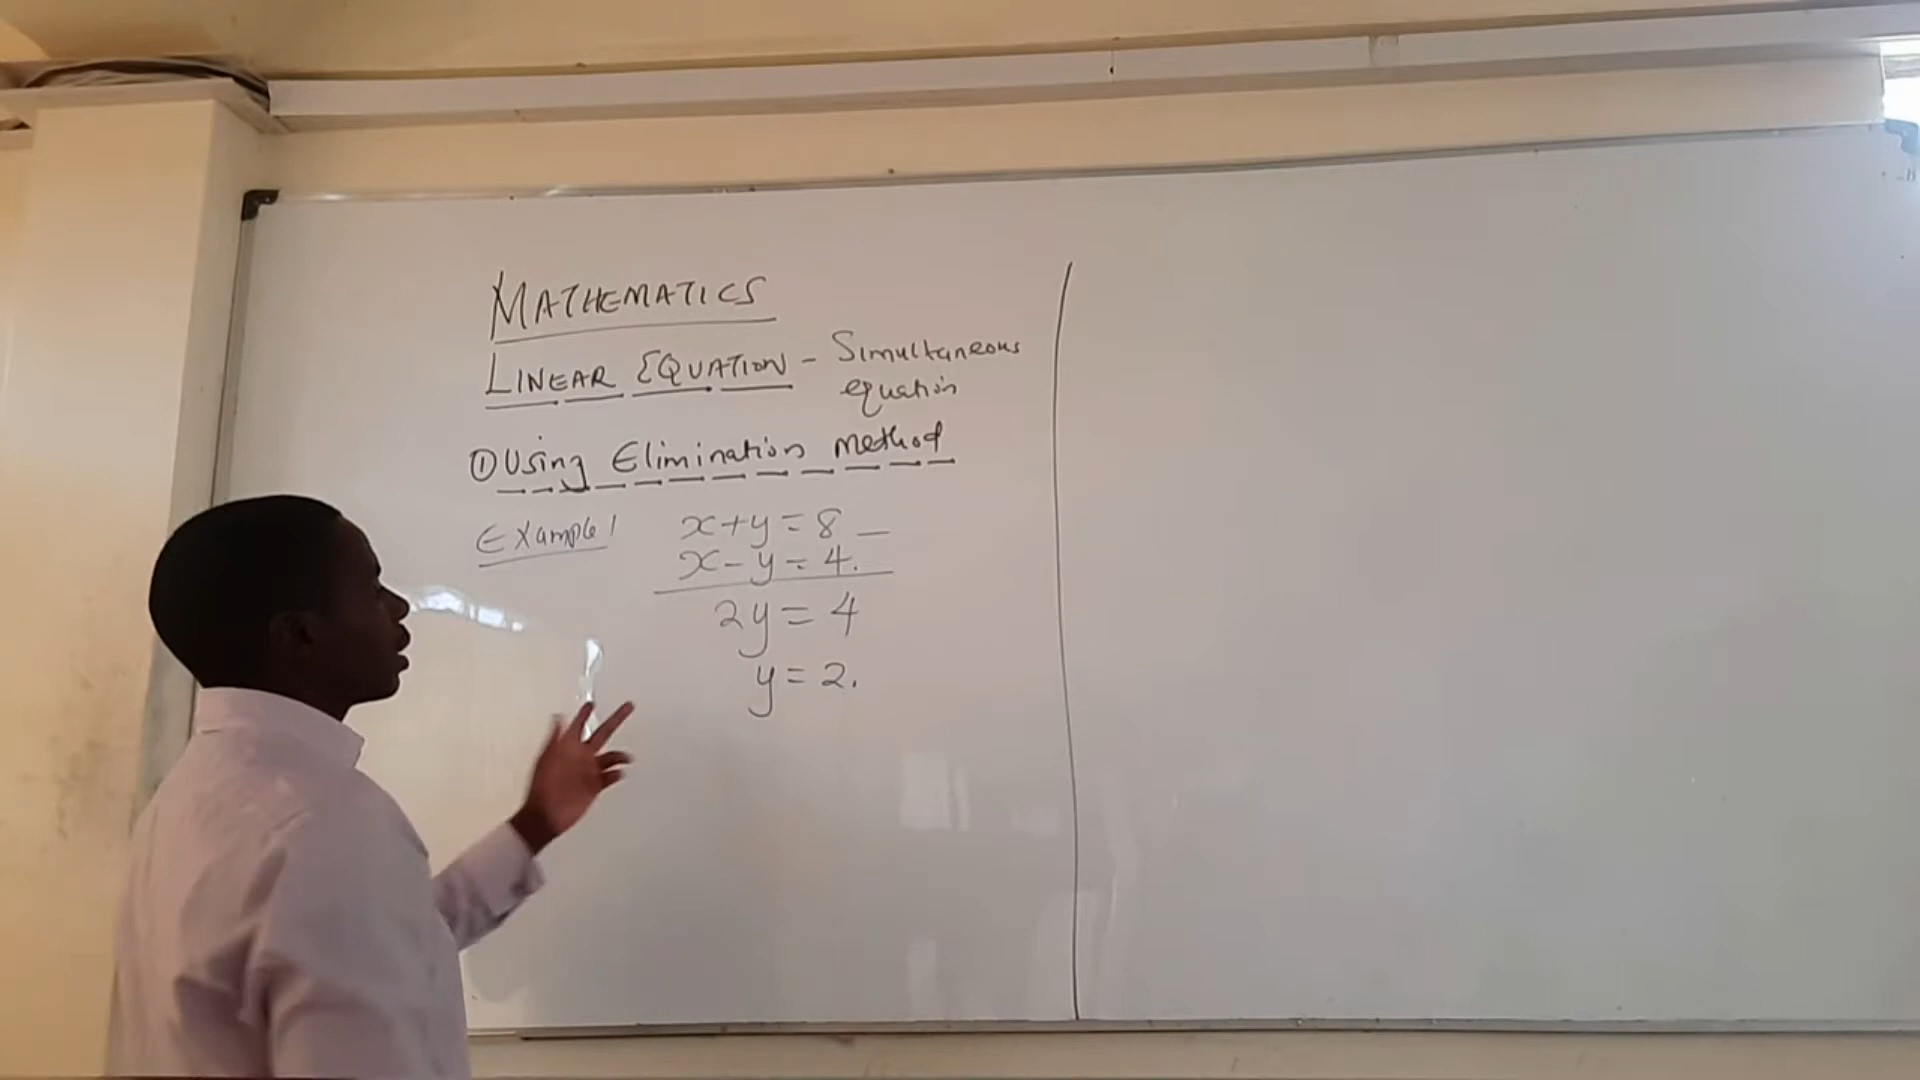 MATHEMATICS
LINEAR EQUATION - Simultaneous
equation
① Using Elimination method
Example 1
x+y=8 _
x-y=4.
2y=4
y=2.